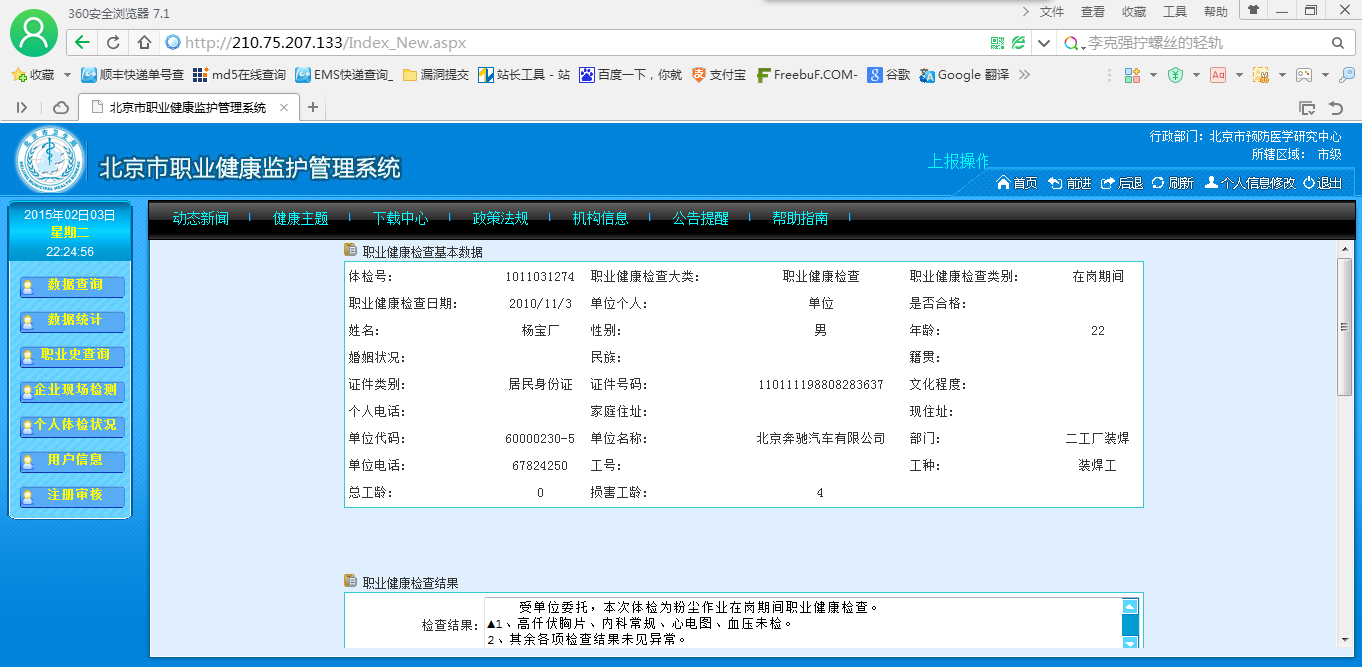 360安全浏览器 7.1
文件 查看 收藏 工具 帮助
http://210.75.207.133/Index_New.aspx
李克强拧螺丝的轻轨
收藏 顺丰快递单号查 md5在线查询 EMS快递查询_ 漏洞提交 站长工具 - 站 百度一下，你就 支付宝 FreebuF.COM- 谷歌 Google 翻译
北京市职业健康监护管理系统
行政部门：北京市预防医学研究中心
所辖区域： 市级
北京市职业健康监护管理系统
上报操作
首页 前进 后退 刷新 个人信息修改 退出
2015年02月03日
星期二
22:24:56
动态新闻 健康主题 下载中心 政策法规 机构信息 公告提醒 帮助指南
数据查询
数据统计
职业史查询
企业现场检测
个人体检状况
用户信息
注册审核
职业健康检查基本数据
体检号： 1011031274 职业健康检查大类： 职业健康检查 职业健康检查类别： 在岗期间
职业健康检查日期： 2010/11/3 单位个人： 单位 是否合格：
姓名： 杨宝厂 性别： 男 年龄： 22
婚姻状况： 民族： 籍贯：
证件类别： 居民身份证 证件号码： 110111198808283637 文化程度：
个人电话： 家庭住址： 现住址：
单位代码： 60000230-5 单位名称： 北京奔驰汽车有限公司 部门： 二工厂装焊
单位电话： 67824250 工号： 工种： 装焊工
总工龄： 0 损害工龄： 4
职业健康检查结果
检查结果：
受单位委托，本次体检为粉尘作业在岗期间职业健康检查。
▲1、高仟伏胸片、内科常规、心电图、血压未检。
2、其余各项检查结果未见异常。